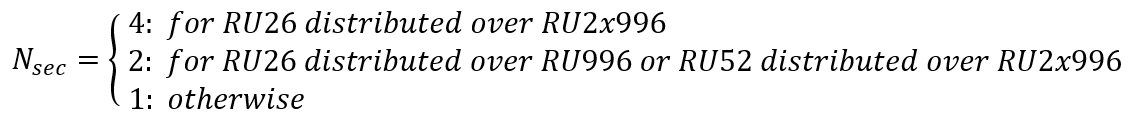 4: for RU26 distributed over RU2x996
N_sec = { 2: for RU26 distributed over RU996 or RU52 distributed over RU2x996
1: otherwise